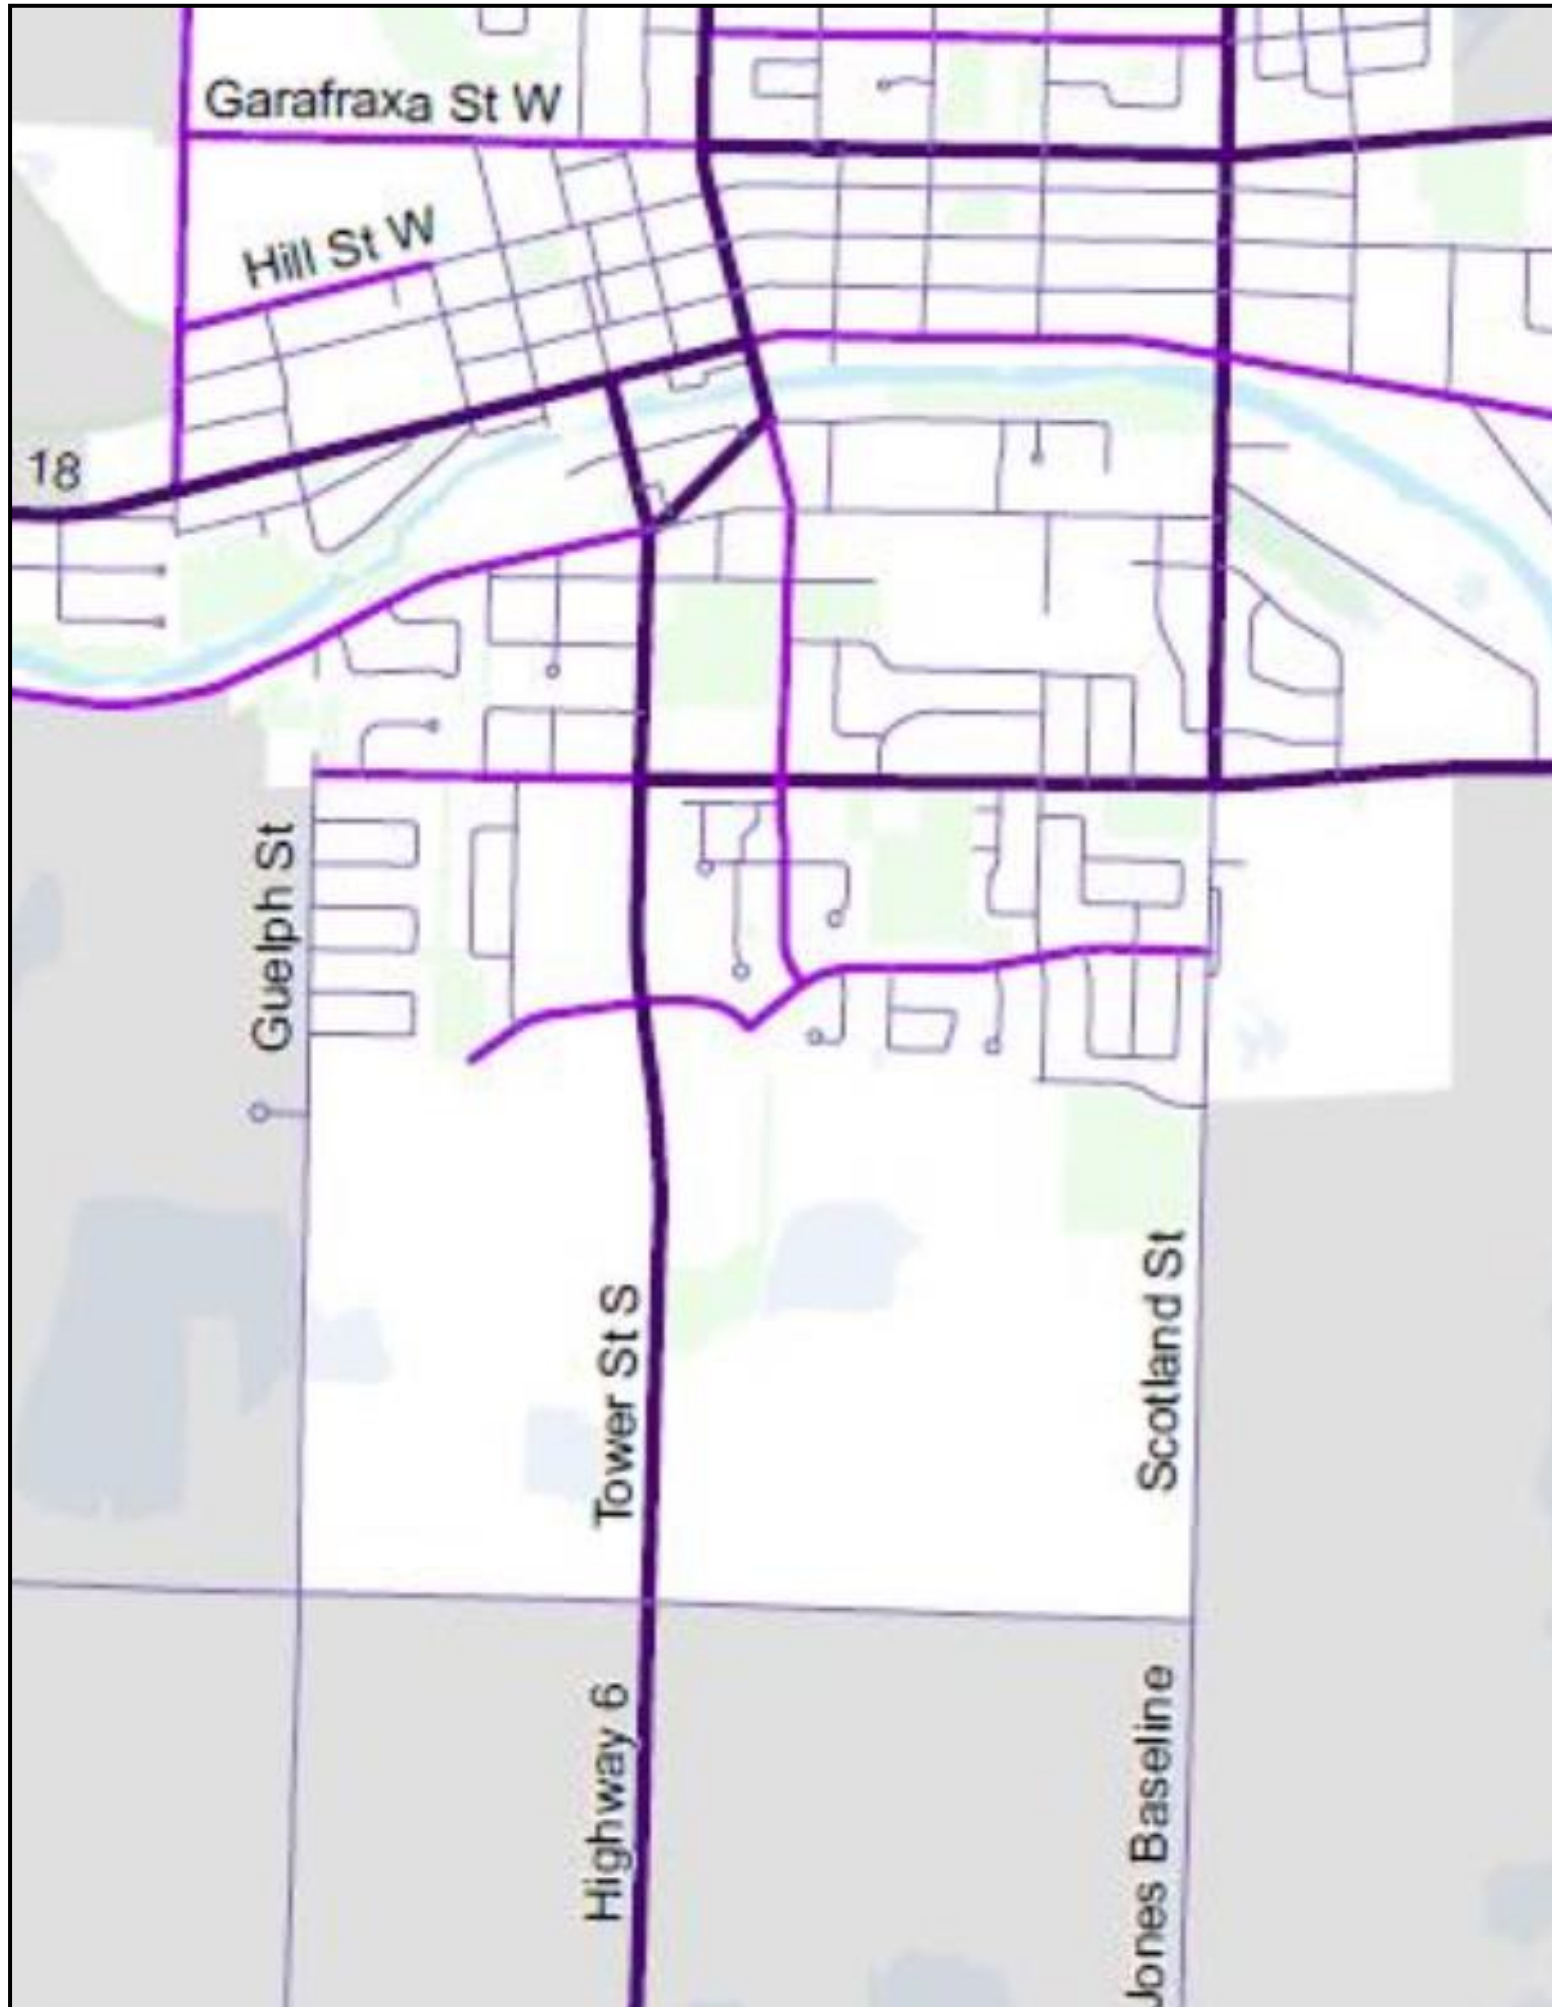 Garafraxa St W
Hill St W
18
Guelph St
Tower St S
Scotland St
Highway 6
Jones Baseline